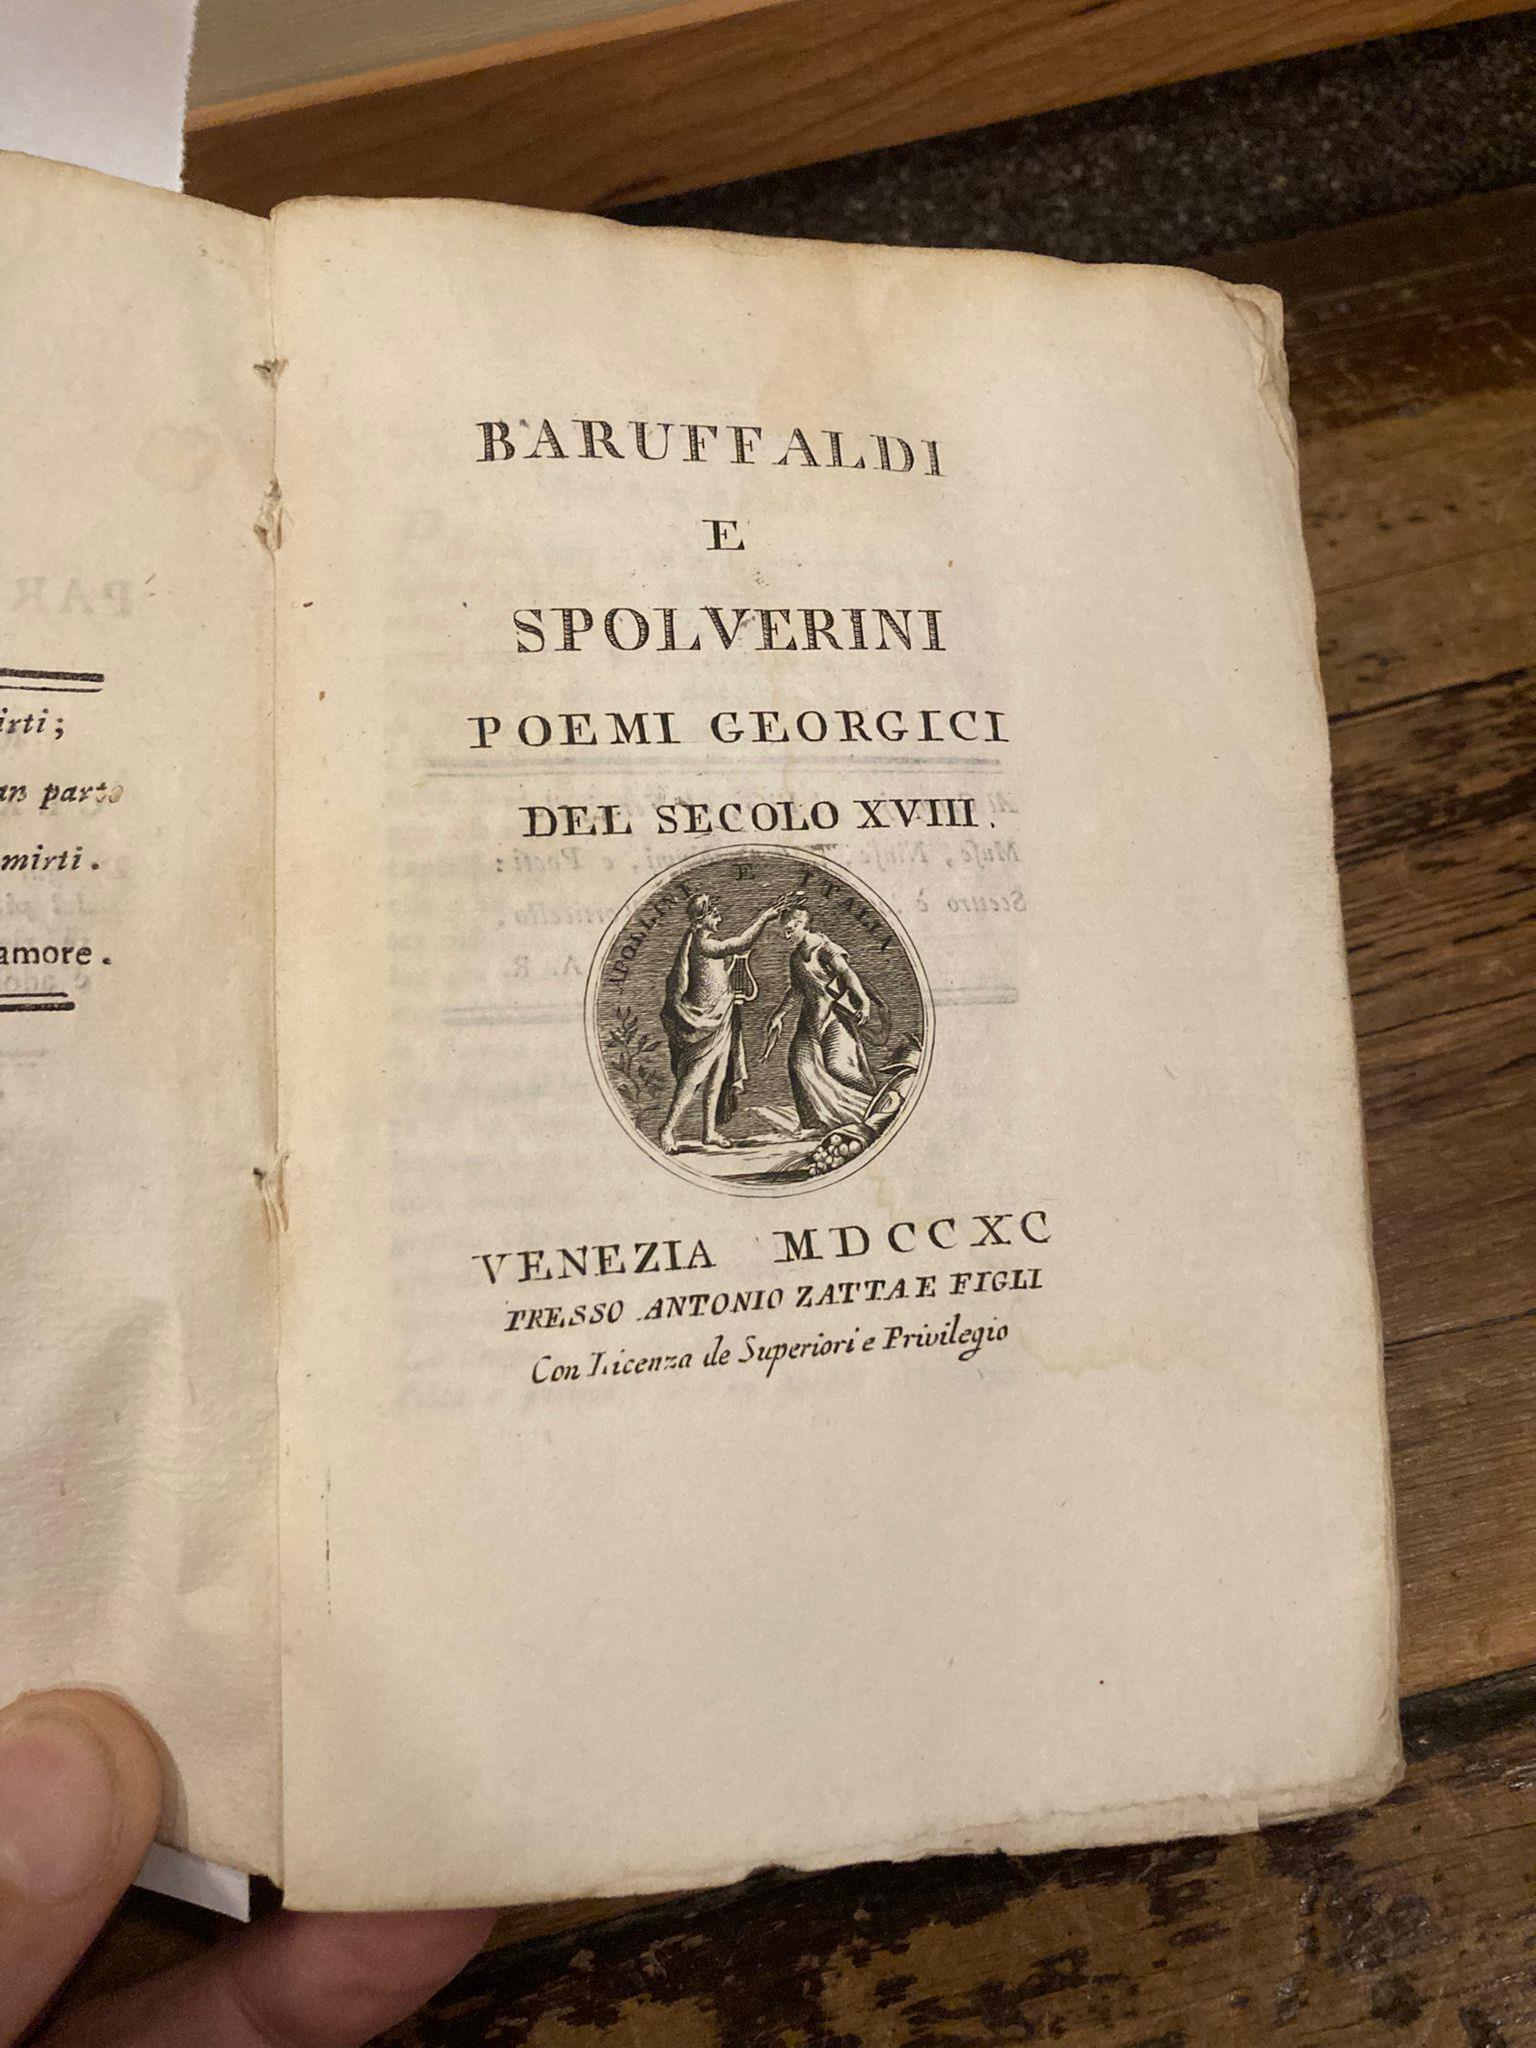 irti;
an parte
mirti.
amore.
BARUFFALDI
E
SPOLVERINI
POEMI GEORGICI
DEL SECOLO XVIII.
APOLLINE E ITALIA
VENEZIA MDCCXC
PRESSO ANTONIO ZATTA E FIGLI
Con Licenza de Superiori e Privilegio